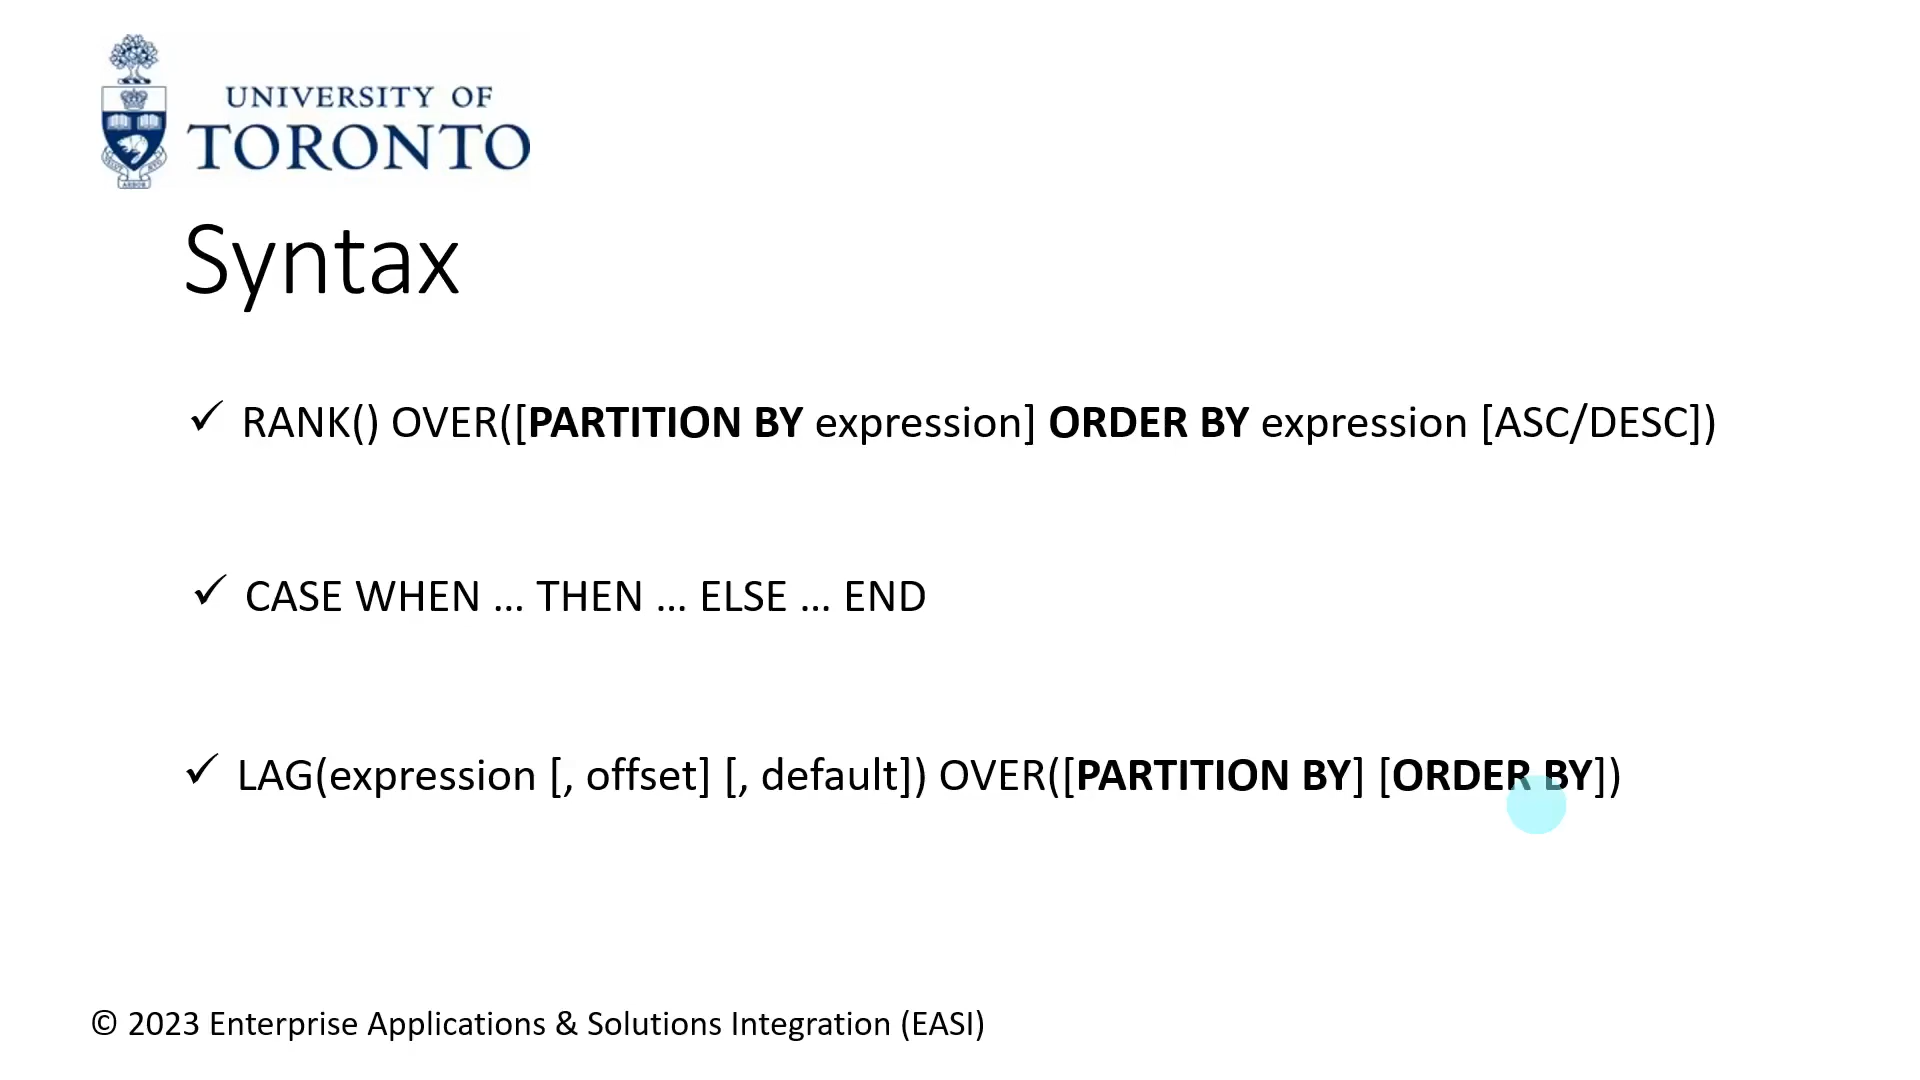 UNIVERSITY OF
TORONTO
Syntax
✓ RANK() OVER([PARTITION BY expression] ORDER BY expression [ASC/DESC])
✓ CASE WHEN … THEN … ELSE … END
✓ LAG(expression [, offset] [, default]) OVER([PARTITION BY] [ORDER BY])
© 2023 Enterprise Applications & Solutions Integration (EASI)